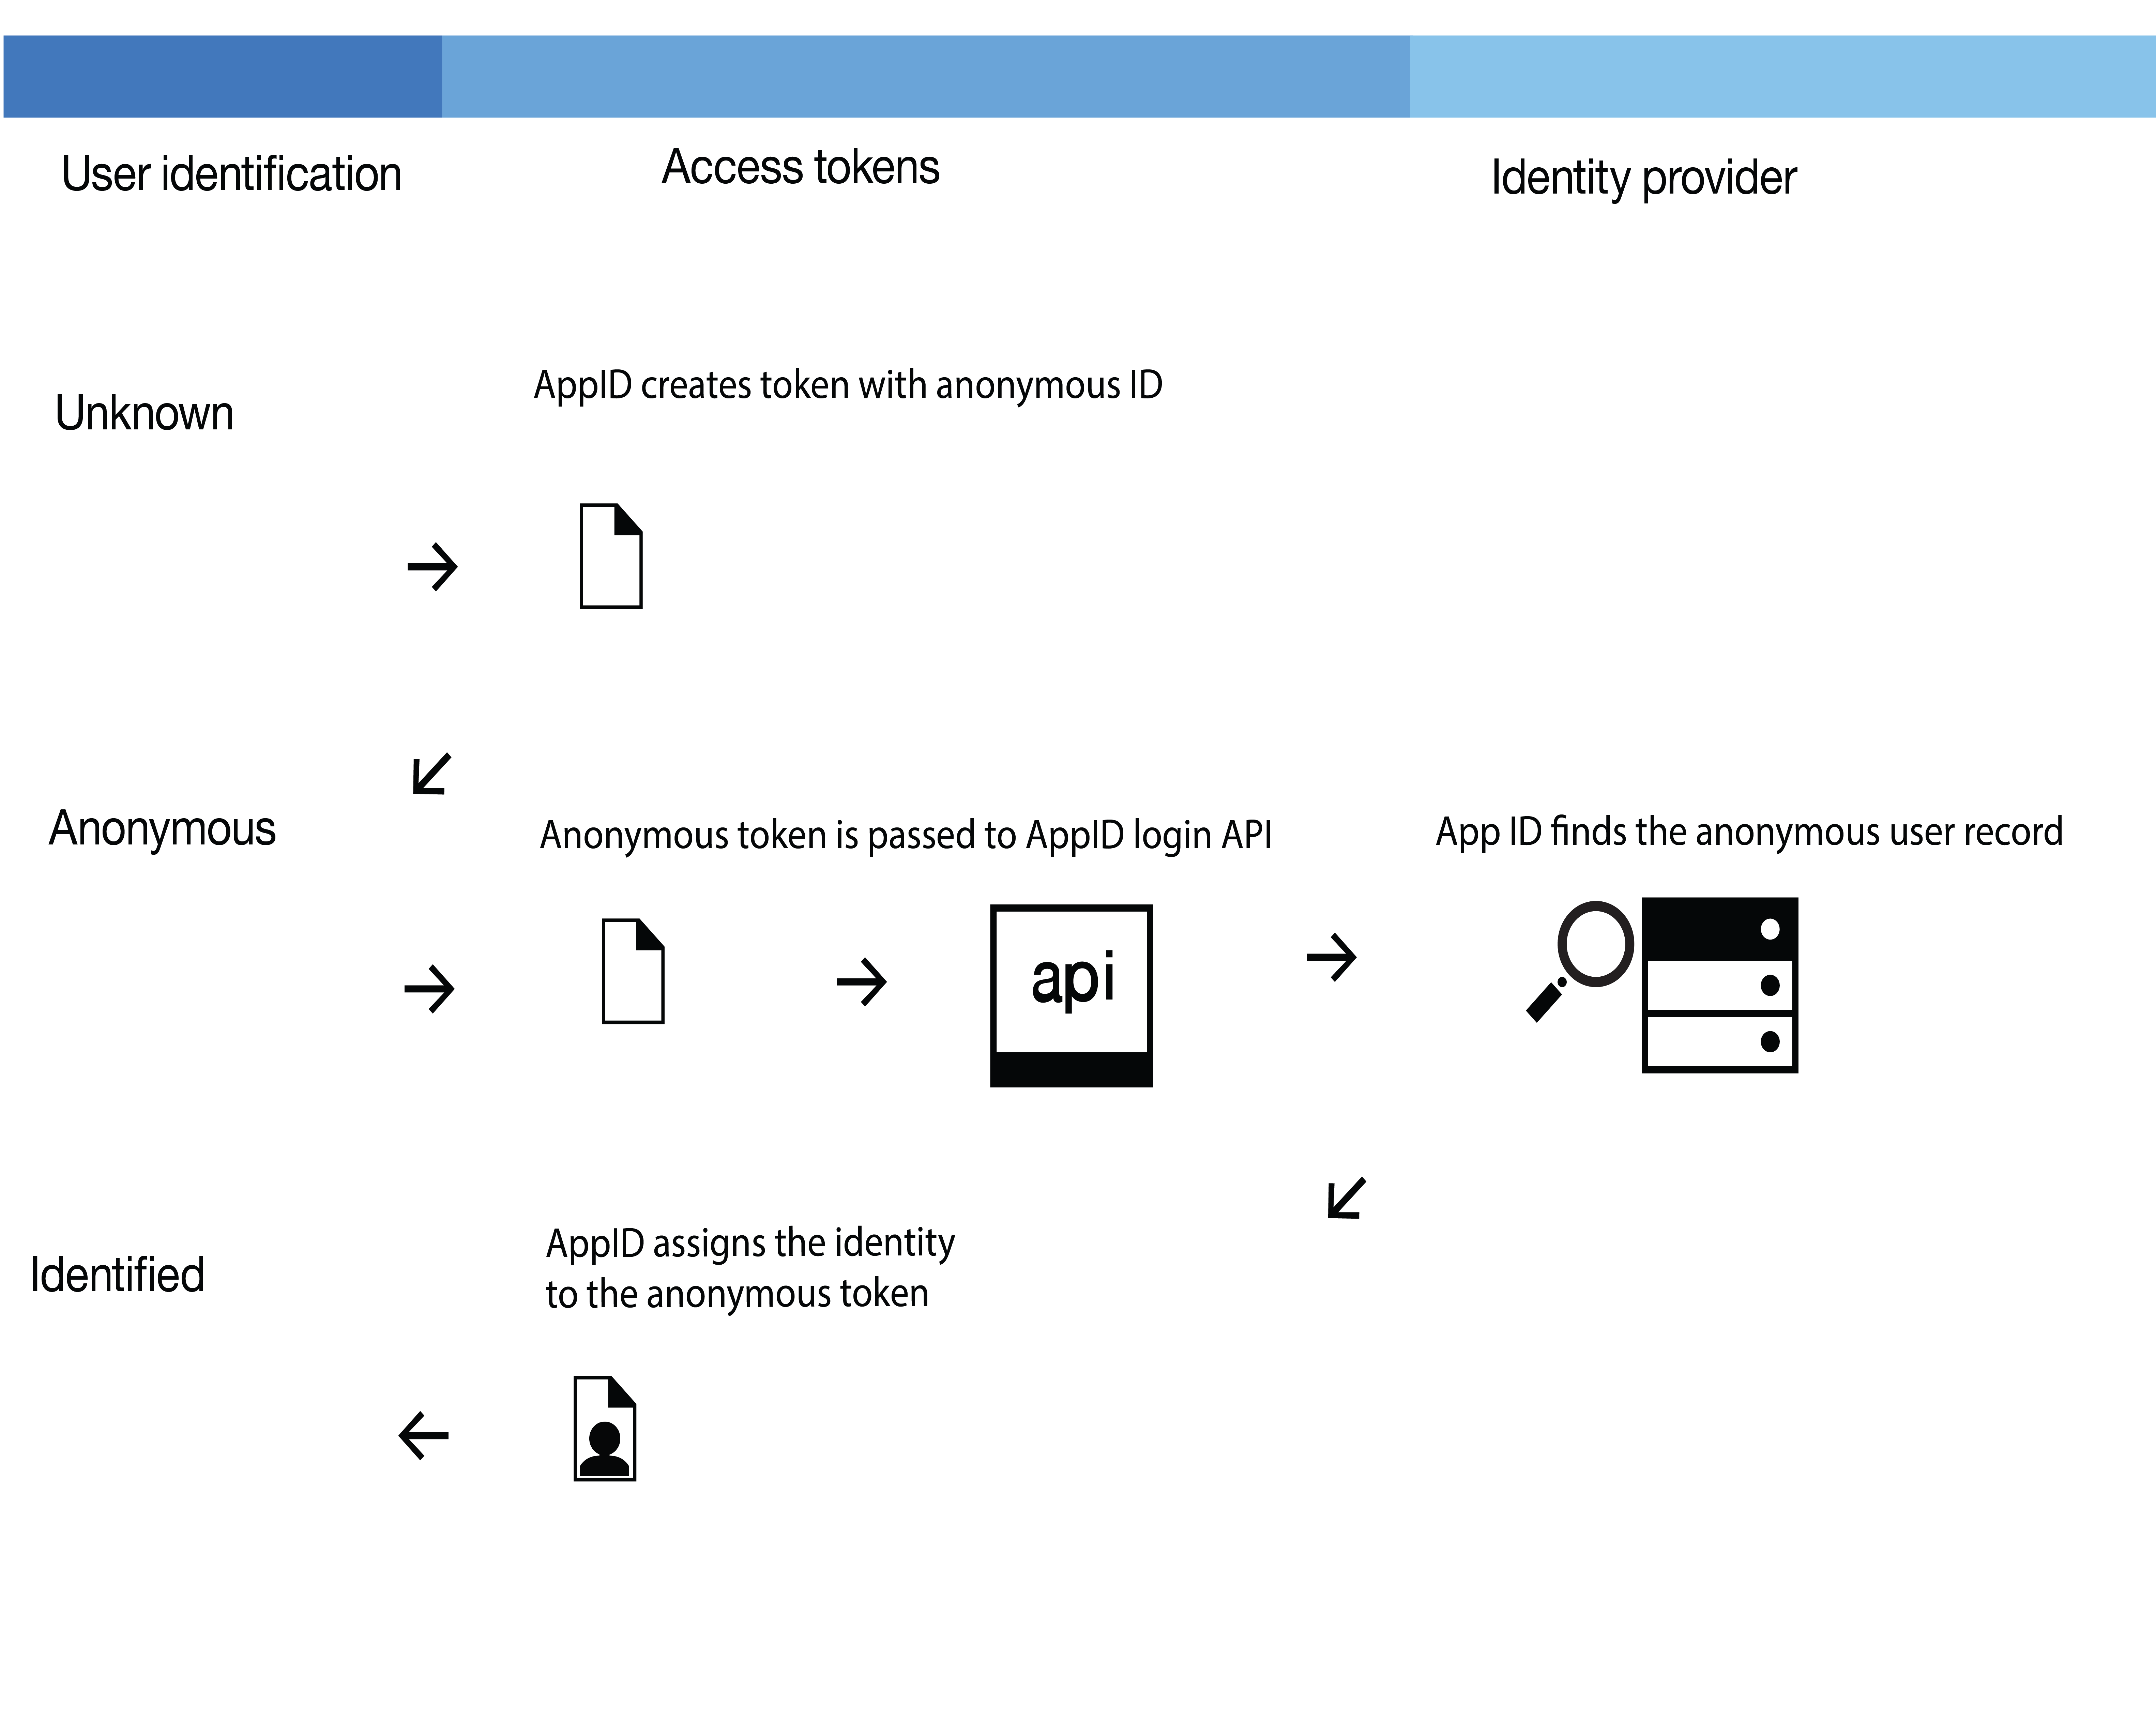 User identification
Access tokens
Identity provider
Unknown
AppID creates token with anonymous ID
Anonymous
Anonymous token is passed to AppID login API
App ID finds the anonymous user record
api
Identified
AppID assigns the identity
to the anonymous token